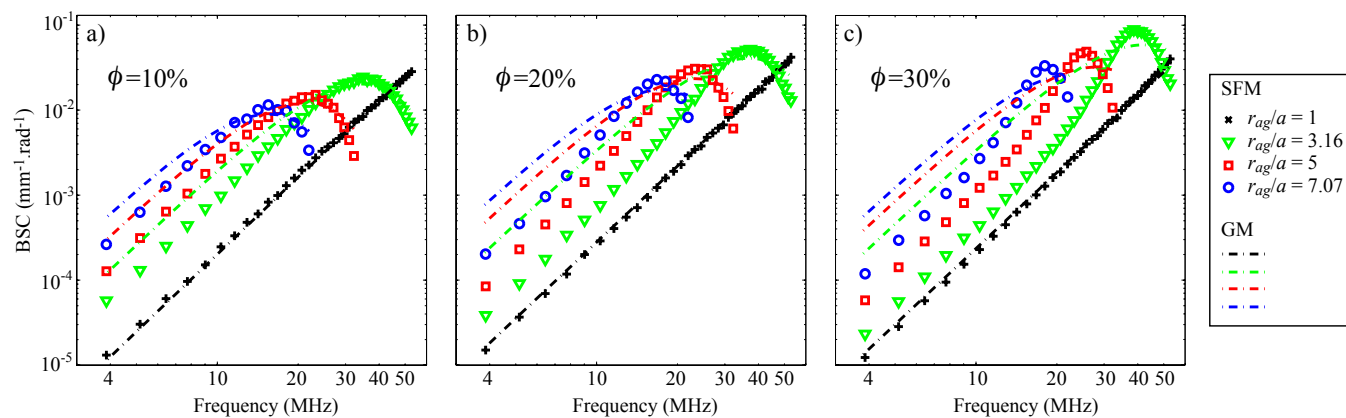 a)
ϕ=10%
b)
ϕ=20%
c)
ϕ=30%
BSC (mm⁻¹.rad⁻¹)
10⁻¹
10⁻²
10⁻³
10⁻⁴
10⁻⁵
4 10 20 30 40 50
Frequency (MHz)
4 10 20 30 40 50
Frequency (MHz)
4 10 20 30 40 50
Frequency (MHz)
SFM
r_ag/a = 1
r_ag/a = 3.16
r_ag/a = 5
r_ag/a = 7.07
GM